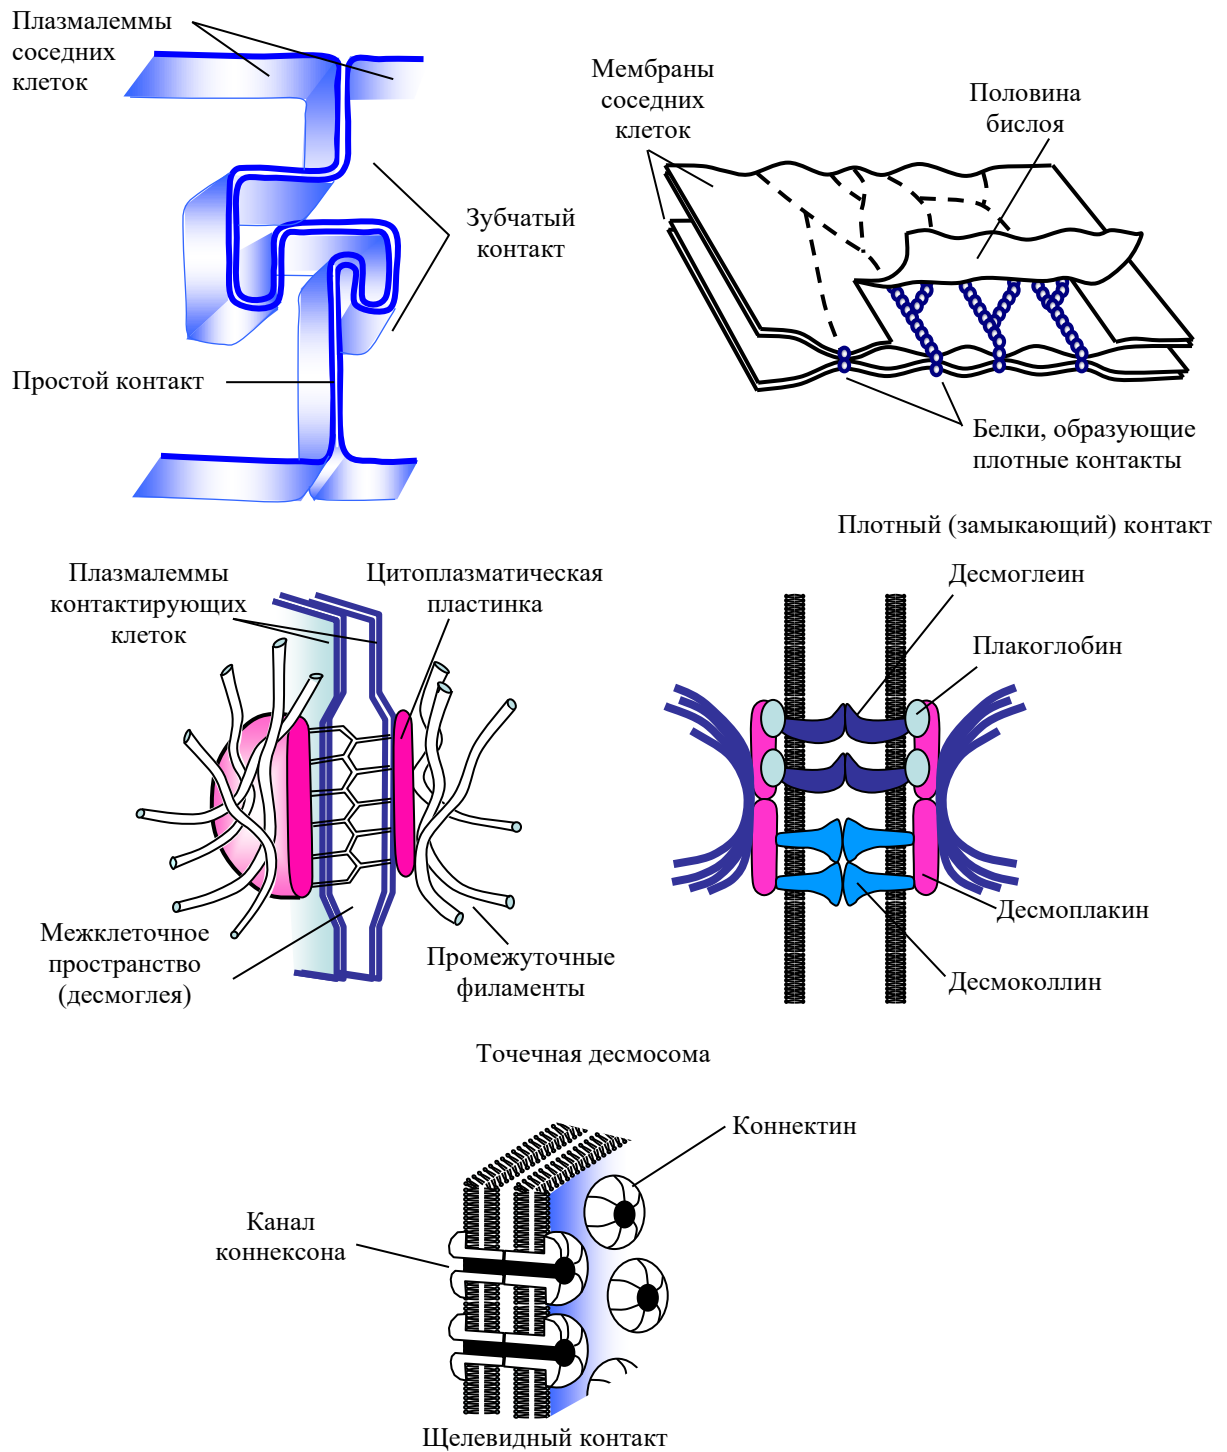 Плазмалеммы
соседних
клеток
Мембраны
соседних
клеток
Половина
бислоя
Зубчатый
контакт
Простой контакт
Белки, образующие
плотные контакты
Плотный (замыкающий) контакт
Плазмалеммы
контактирующих
клеток
Цитоплазматическая
пластинка
Десмоглеин
Плакоглобин
Межклеточное
пространство
(десмоглея)
Промежуточные
филаменты
Десмоплакин
Десмоколлин
Точечная десмосома
Коннектин
Канал
коннексона
Щелевидный контакт